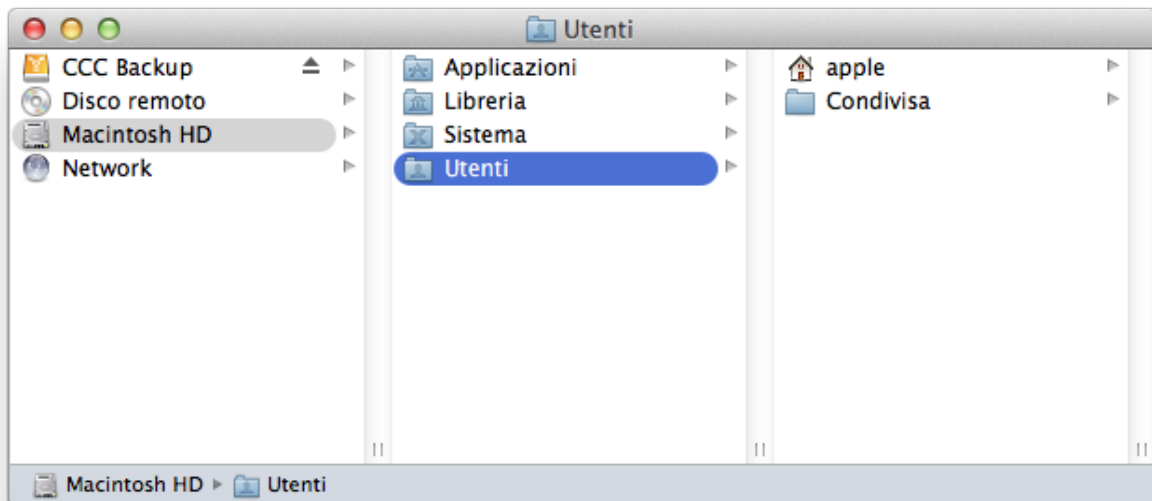 Utenti
CCC Backup
Disco remoto
Macintosh HD
Network
Applicazioni
Libreria
Sistema
Utenti
apple
Condivisa
Macintosh HD ▸ Utenti